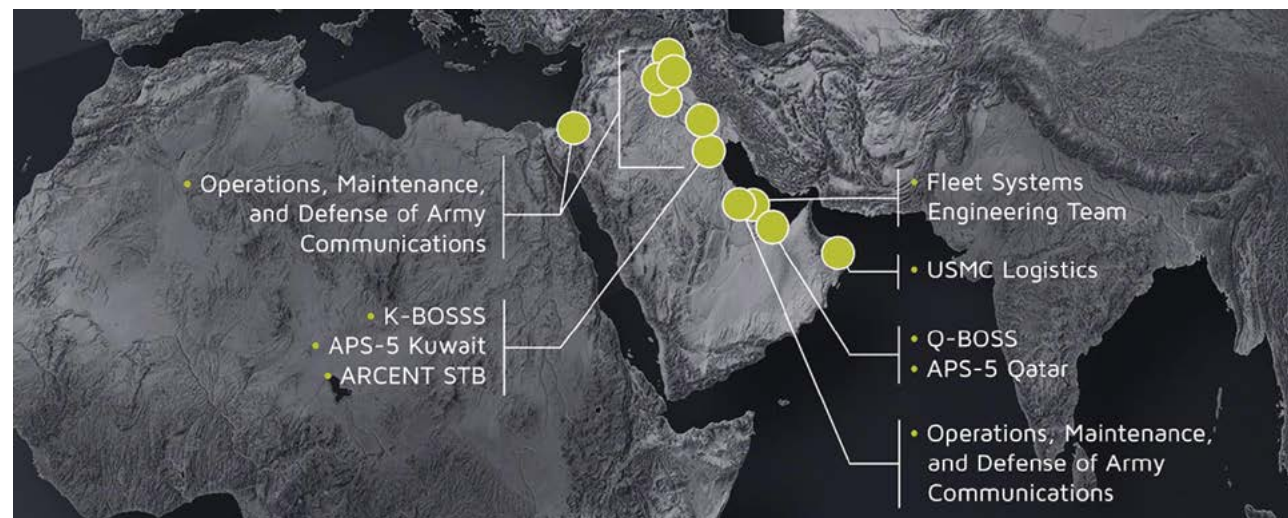 • Operations, Maintenance,
and Defense of Army
Communications
• K-BOSSS
• APS-5 Kuwait
• ARCENT STB
• Fleet Systems
Engineering Team
• USMC Logistics
• Q-BOSS
• APS-5 Qatar
• Operations, Maintenance,
and Defense of Army
Communications